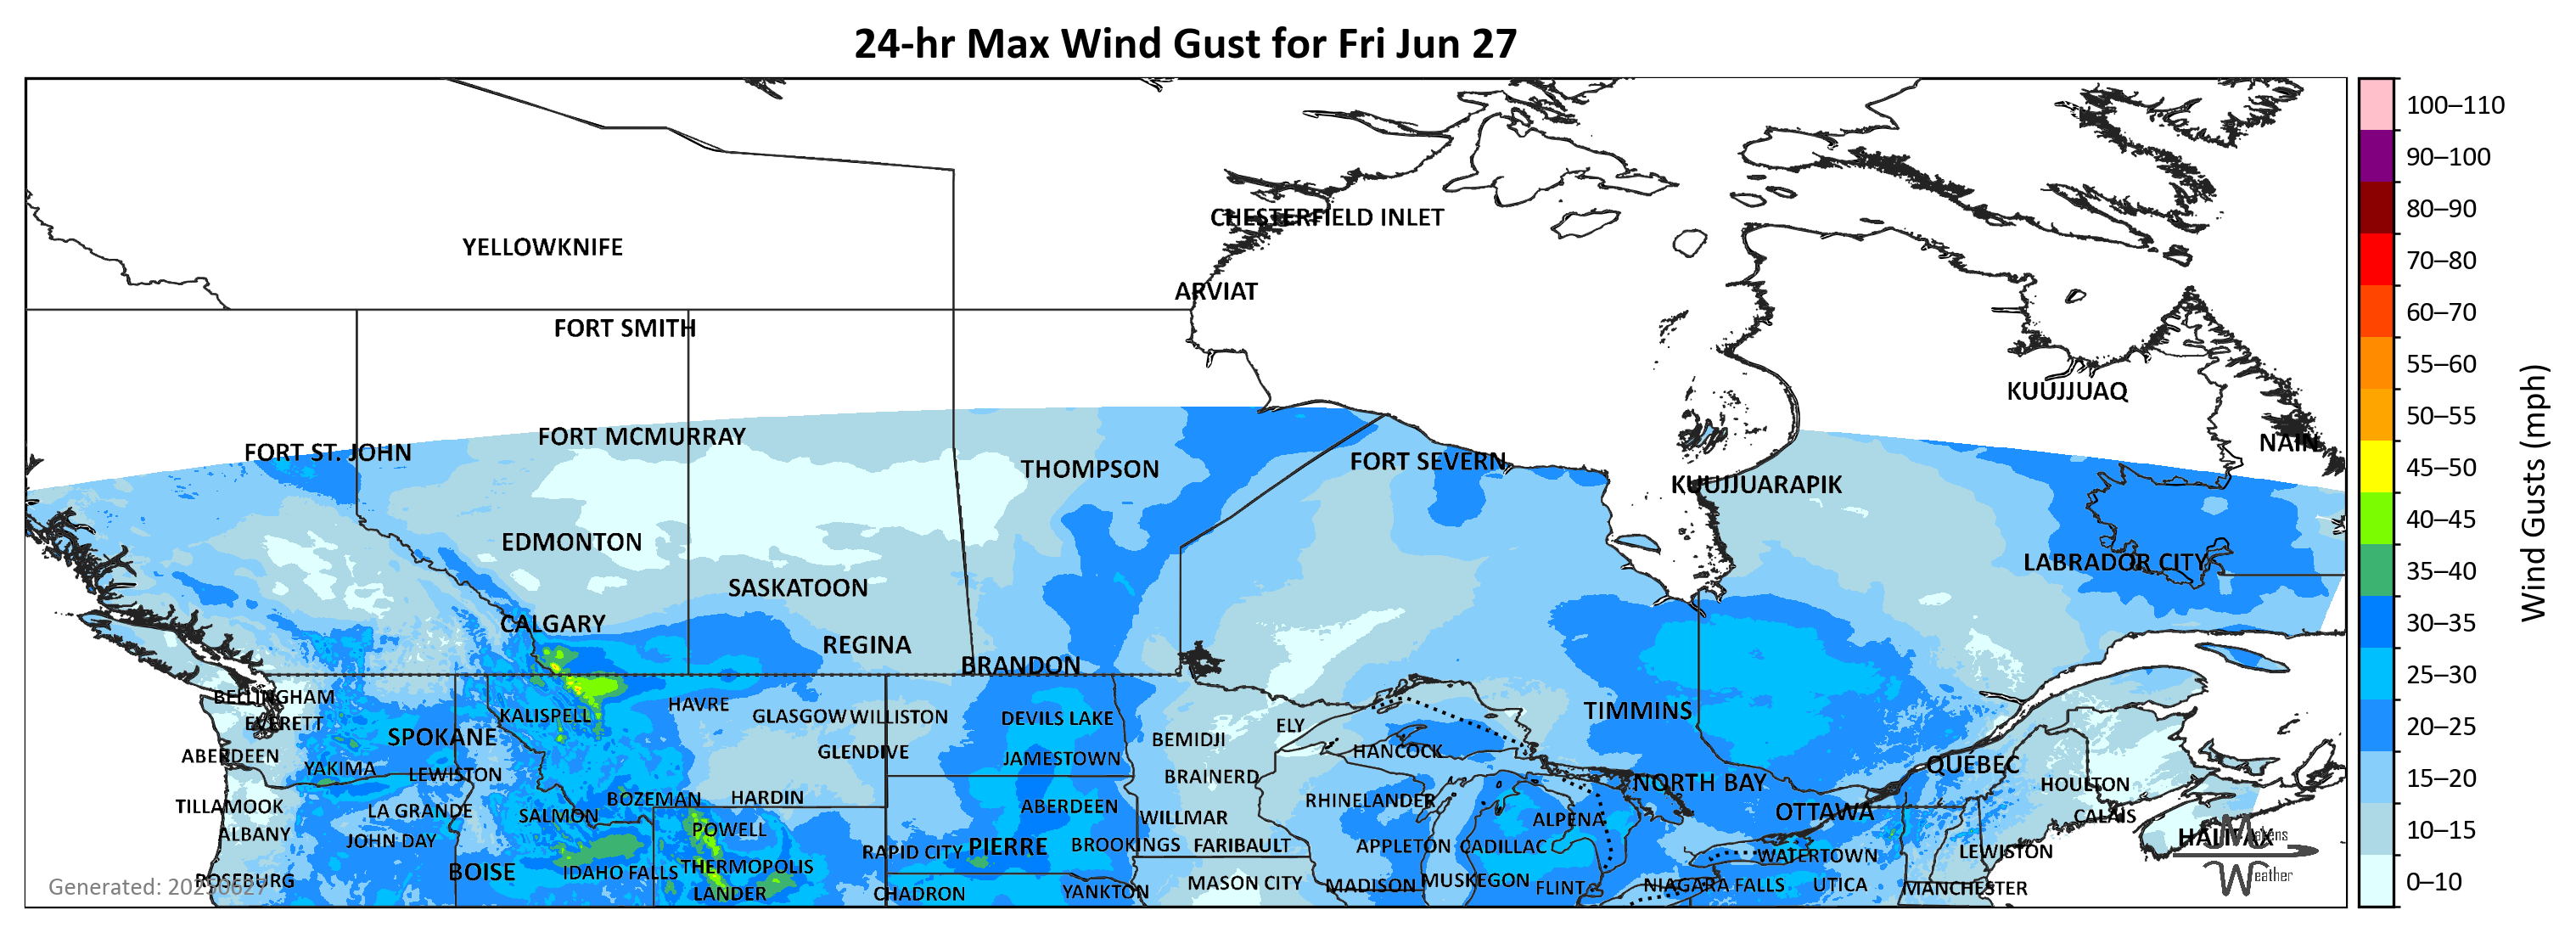 24-hr Max Wind Gust for Fri Jun 27
100–110
90–100
80–90
70–80
60–70
55–60
50–55
45–50
40–45
35–40
30–35
25–30
20–25
15–20
10–15
0–10
Wind Gusts (mph)
CHESTERFIELD INLET
YELLOWKNIFE
ARVIAT
FORT SMITH
KUUJJUAQ
FORT MCMURRAY
NAIN
FORT ST. JOHN
THOMPSON
FORT SEVERN
KUUJJUARAPIK
EDMONTON
LABRADOR CITY
SASKATOON
CALGARY
REGINA
BRANDON
BELLINGHAM
HAVRE
TIMMINS
KALISPELL
GLASGOW WILLISTON
DEVILS LAKE
EVERETT
ELY
SPOKANE
BEMIDJI
HANCOCK
GLENDIVE
ABERDEEN
JAMESTOWN
QUÉBEC
YAKIMA
LEWISTON
BRAINERD
NORTH BAY
HOULTON
BOZEMAN
HARDIN
RHINELANDER
TILLAMOOK
ABERDEEN
LA GRANDE
OTTAWA
SALMON
WILLMAR
ALPENA
CALAIS
POWELL
ALBANY
HALIFAX
JOHN DAY
BROOKINGS
FARIBAULT
APPLETON
CADILLAC
PIERRE
RAPID CITY
LEWISTON
WATERTOWN
THERMOPOLIS
BOISE
IDAHO FALLS
ROSEBURG
MUSKEGON
MASON CITY
MADISON
NIAGARA FALLS
UTICA
FLINT
MANCHESTER
YANKTON
LANDER
CHADRON
Weather